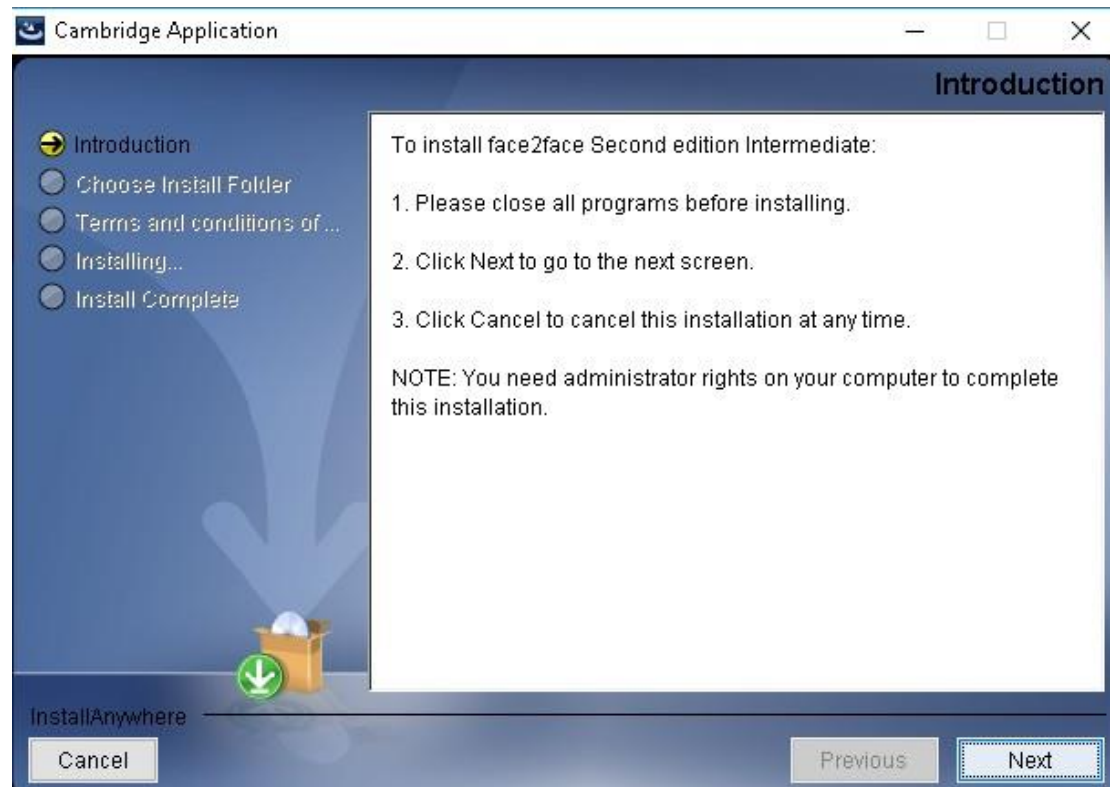 Cambridge Application
Introduction
Introduction
Choose Install Folder
Terms and conditions of...
Installing...
Install Complete
To install face2face Second edition Intermediate:
1. Please close all programs before installing.
2. Click Next to go to the next screen.
3. Click Cancel to cancel this installation at any time.
NOTE: You need administrator rights on your computer to complete
this installation.
InstallAnywhere
Cancel
Previous
Next